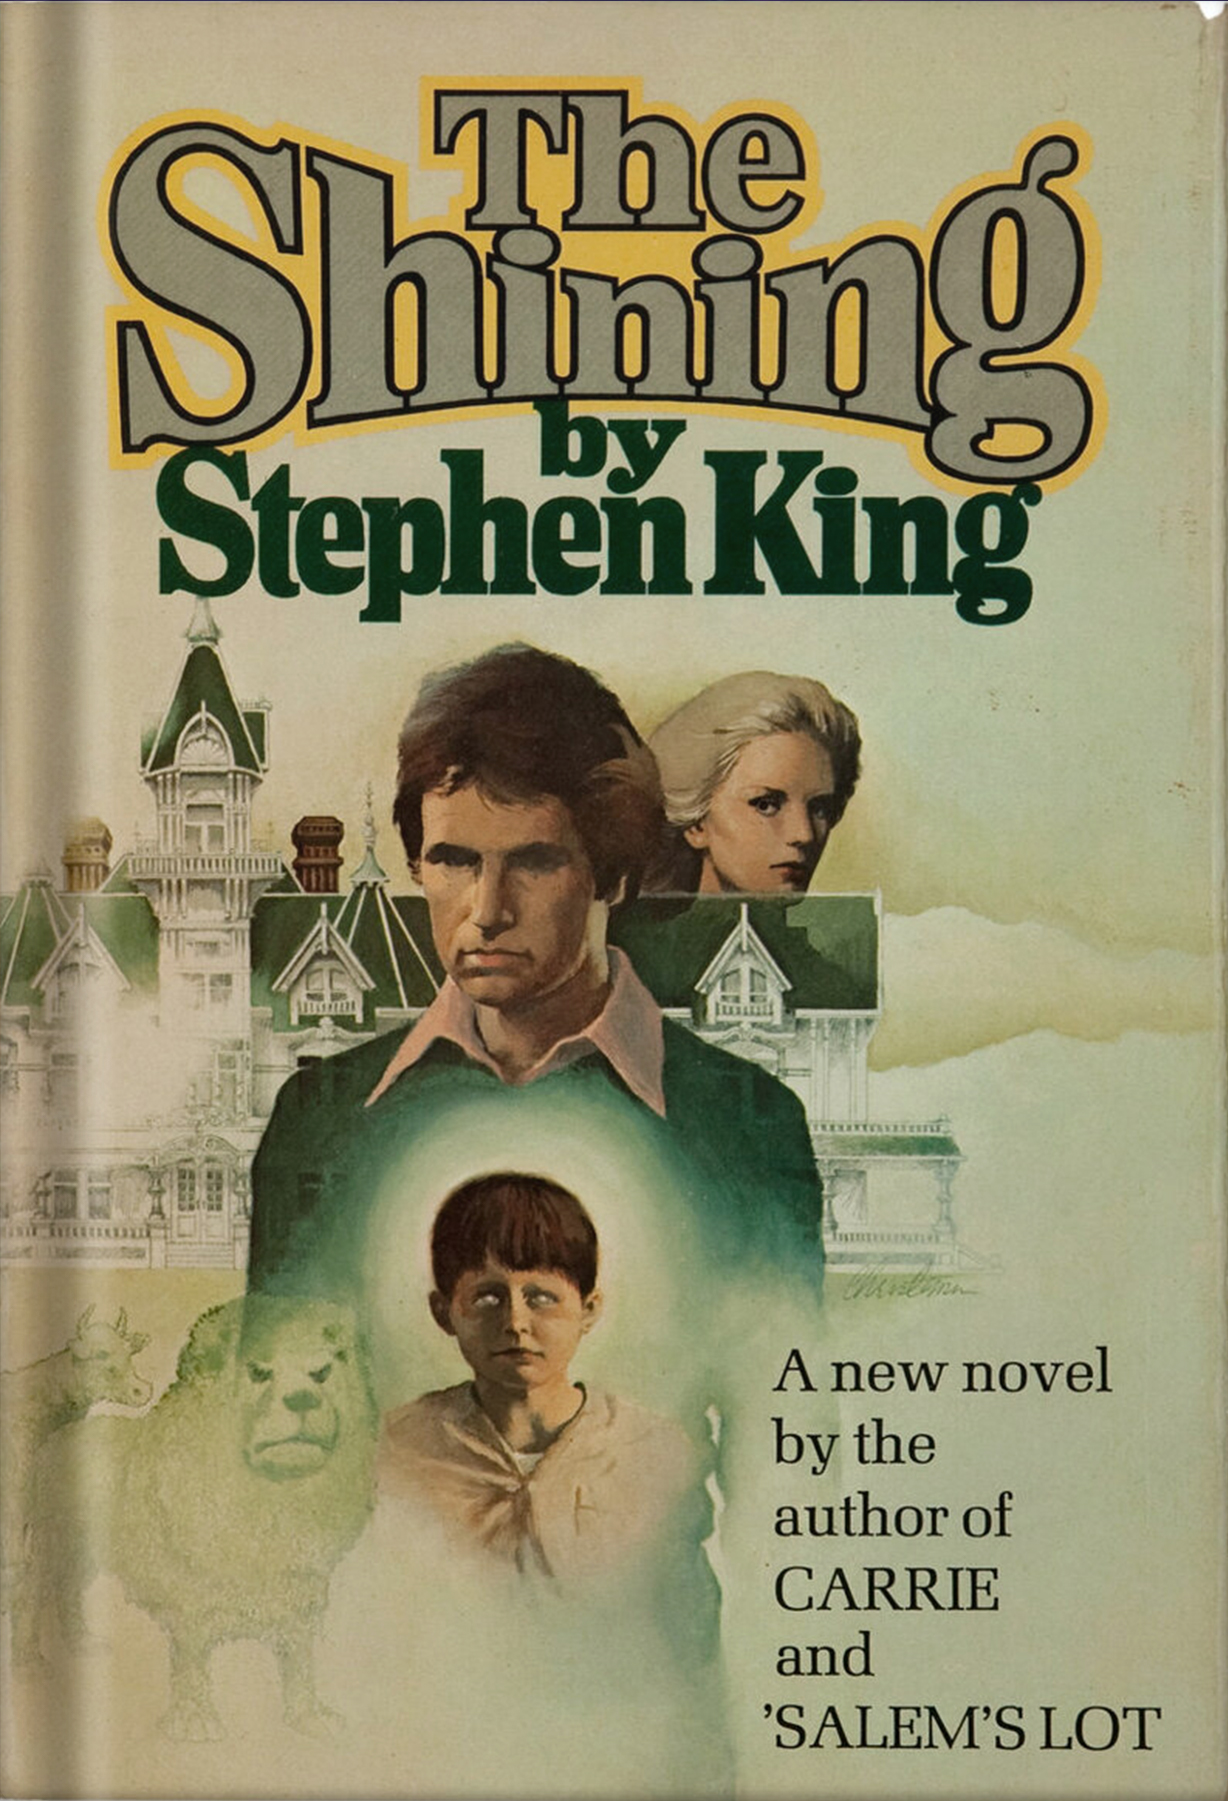 The
Shining
by
Stephen King
A new novel
by the
author of
CARRIE
and
'SALEM'S LOT